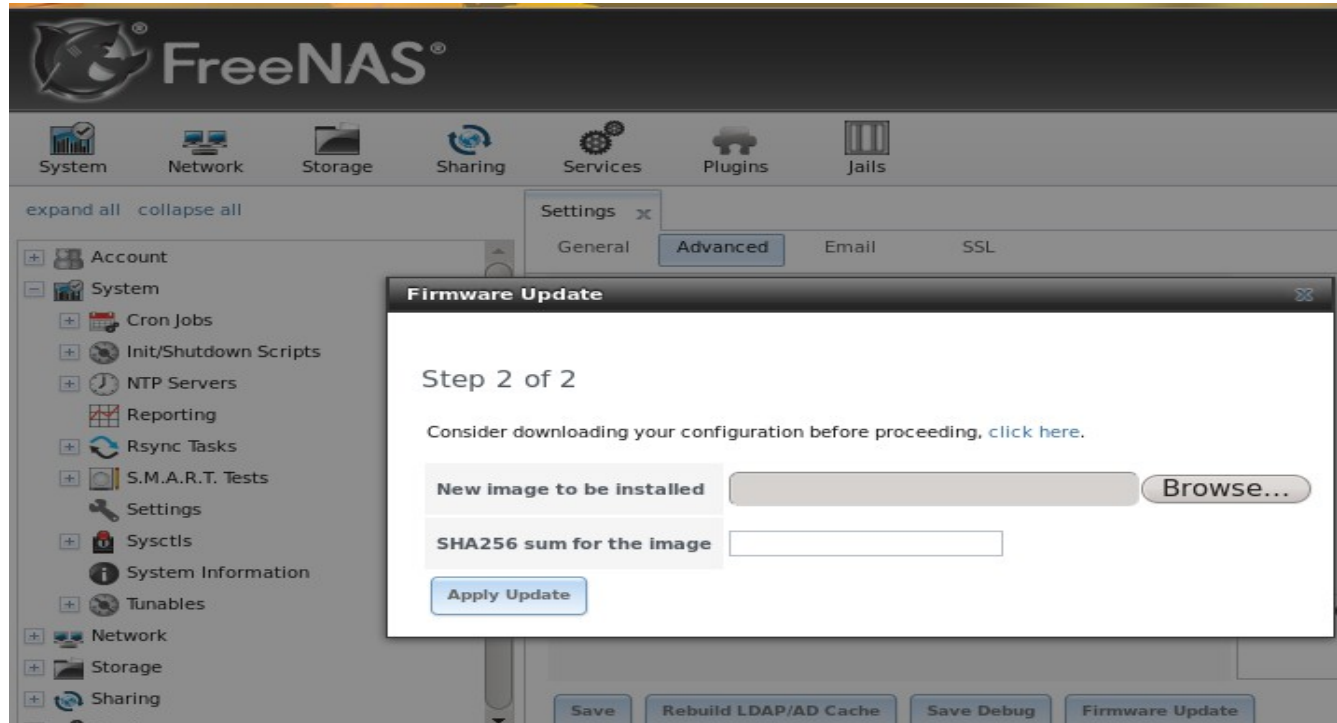 FreeNAS®
System Network Storage Sharing Services Plugins Jails
expand all collapse all
Account
System
Cron Jobs
Init/Shutdown Scripts
NTP Servers
Reporting
Rsync Tasks
S.M.A.R.T. Tests
Settings
Sysctls
System Information
Tunables
Network
Storage
Sharing
Settings
General Advanced Email SSL
Firmware Update
Step 2 of 2
Consider downloading your configuration before proceeding, click here.
New image to be installed Browse...
SHA256 sum for the image
Apply Update
Save Rebuild LDAP/AD Cache Save Debug Firmware Update